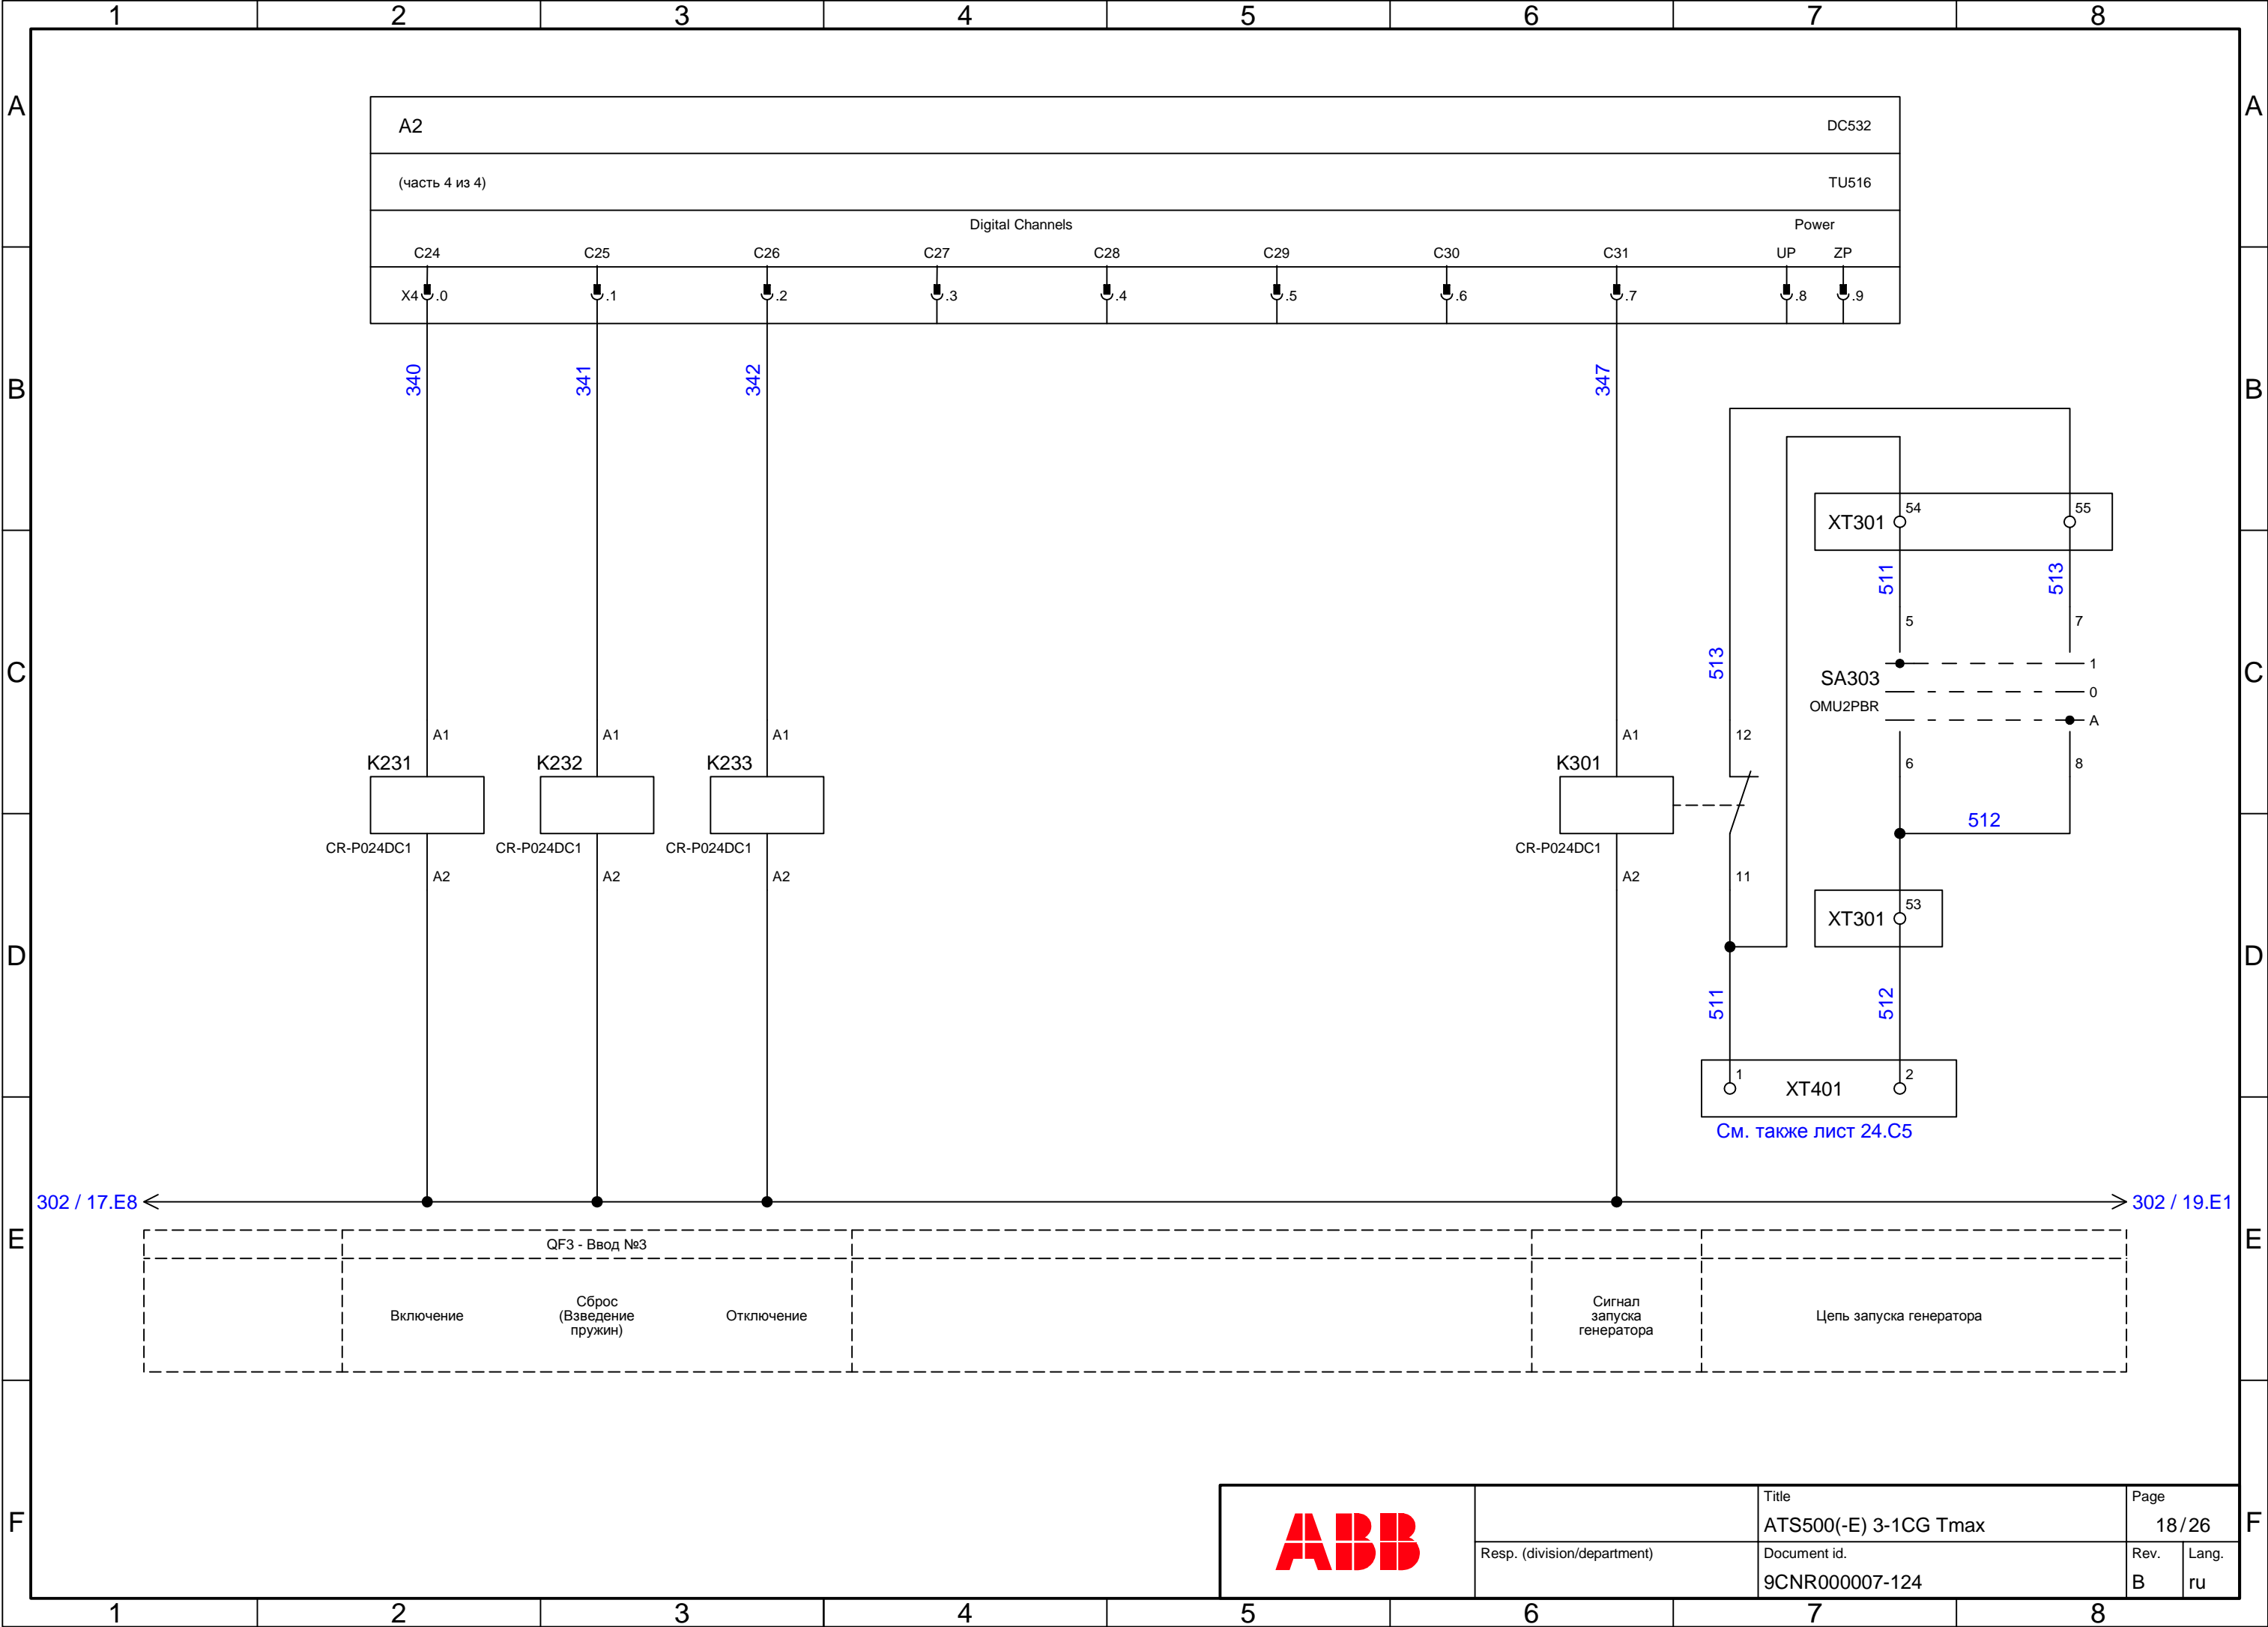 1 2 3 4 5 6 7 8
A A
A2 DC532
(часть 4 из 4) TU516
Digital Channels Power
C24 C25 C26 C27 C28 C29 C30 C31 UP ZP
X4 .0 .1 .2 .3 .4 .5 .6 .7 .8 .9
340 341 342 347
B B
XT301 54 55
511 513
5 7
513
1
C C
SA303
0
OMU2PBR
A
A1 A1 A1 A1 12
K231 K232 K233 K301
6 8
512
CR-P024DC1 CR-P024DC1 CR-P024DC1 CR-P024DC1
A2 A2 A2 A2 11
XT301 53
D D
511 512
1 XT401 2
См. также лист 24.C5
302 / 17.E8 302 / 19.E1
E E
QF3 - Ввод №3
Включение
Сброс
(Взведение
пружин)
Отключение
Сигнал
запуска
генератора
Цепь запуска генератора
F F
ABB
Title
ATS500(-E) 3-1CG Tmax
Page
18/26
Resp. (division/department)
Document id.
9CNR000007-124
Rev.
B
Lang.
ru
1 2 3 4 5 6 7 8